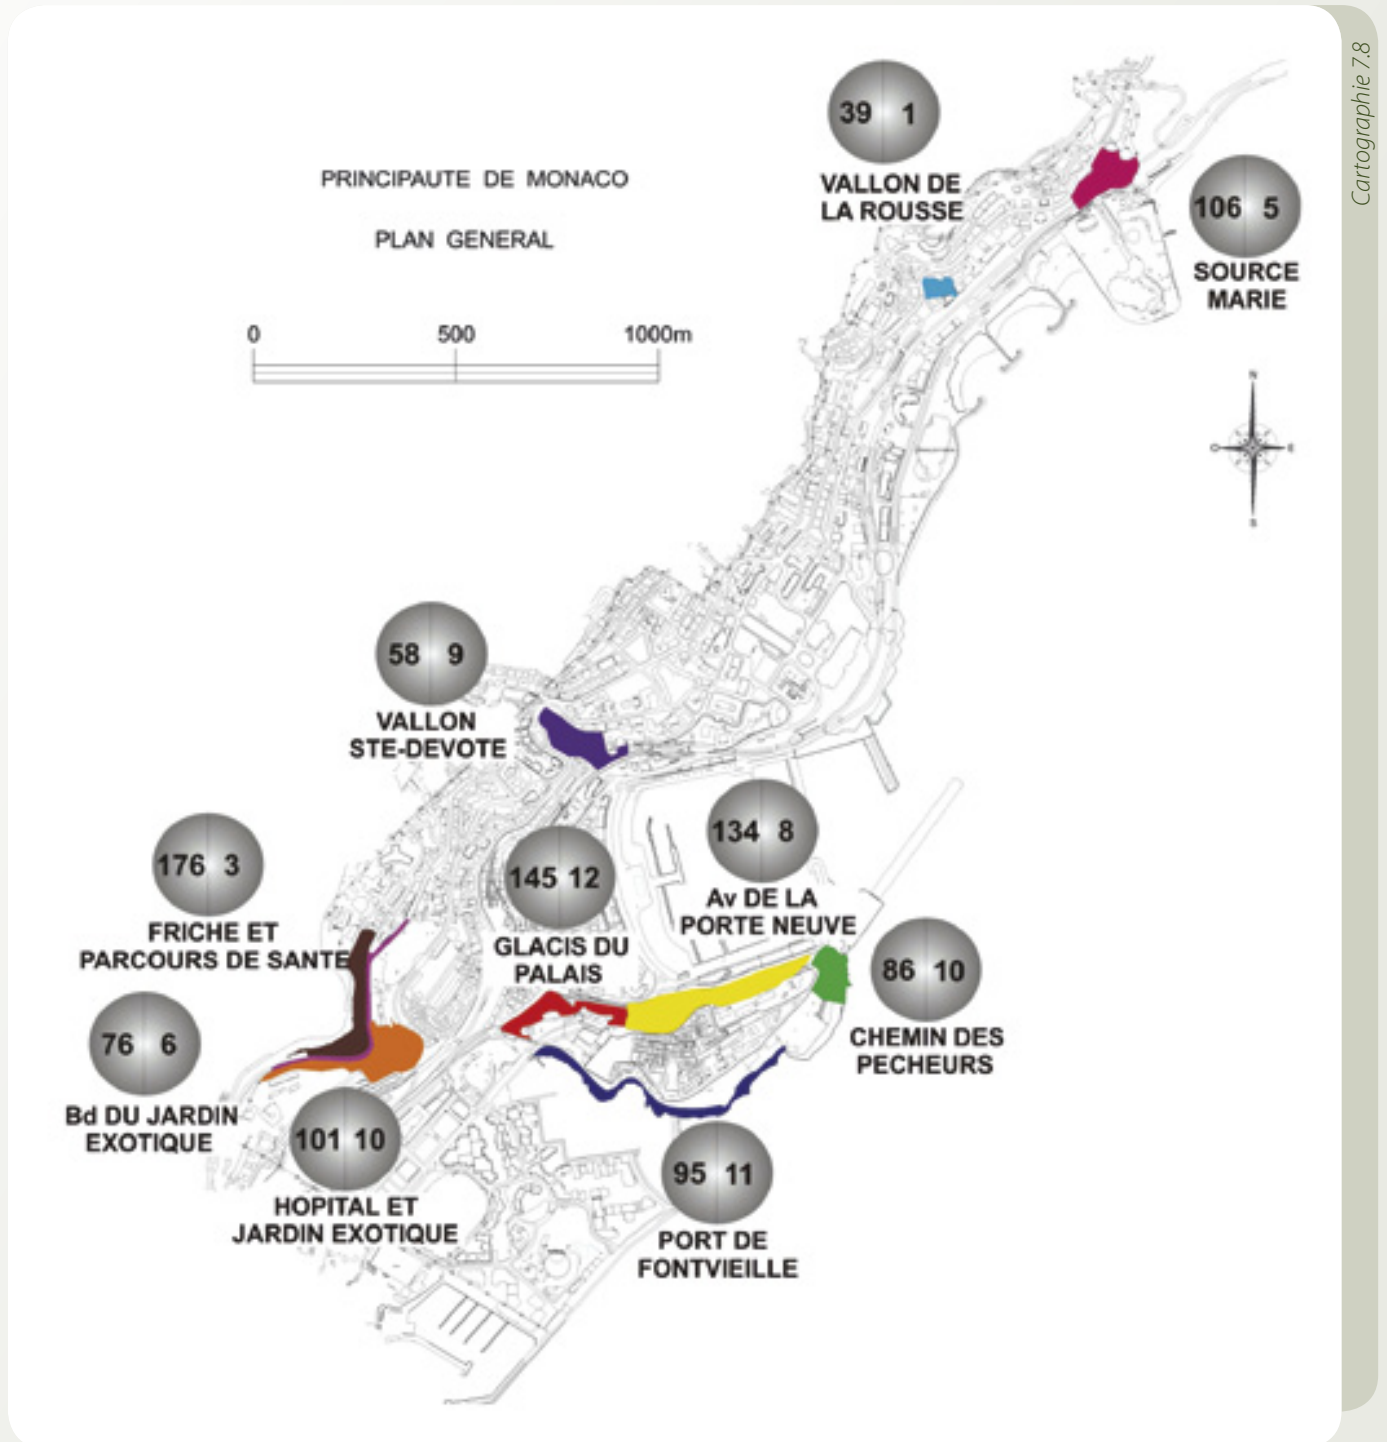 Cartographie 7.8
PRINCIPAUTE DE MONACO
PLAN GENERAL
0 500 1000m
39 1
VALLON DE
LA ROUSSE
106 5
SOURCE
MARIE
N
O E
S
58 9
VALLON
STE-DEVOTE
134 8
Av DE LA
PORTE NEUVE
176 3
FRICHE ET
PARCOURS DE SANTE
145 12
GLACIS DU
PALAIS
86 10
CHEMIN DES
PECHEURS
76 6
Bd DU JARDIN
EXOTIQUE
101 10
HOPITAL ET
JARDIN EXOTIQUE
95 11
PORT DE
FONTVIEILLE